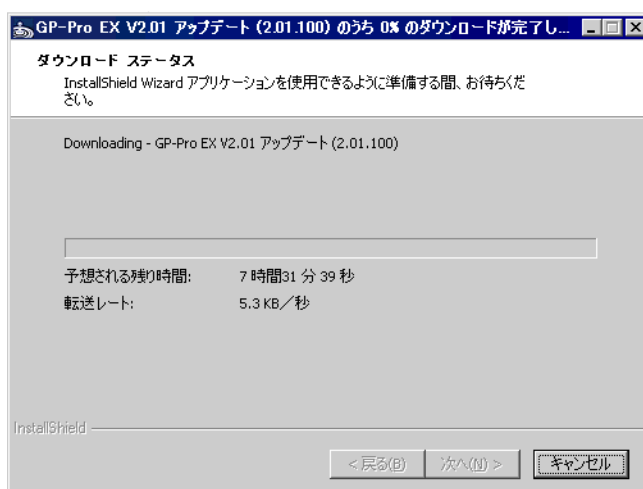 GP-Pro EX V2.01 アップデート (2.01.100) のうち 0% のダウンロードが完了し...
ダウンロード ステータス
InstallShield Wizard アプリケーションを使用できるように準備する間、お待ちくだ
さい。
Downloading - GP-Pro EX V2.01 アップデート (2.01.100)
予想される残り時間: 7 時間31 分 39 秒
転送レート: 5.3 KB／秒
InstallShield
< 戻る(B) 次へ(N) > キャンセル